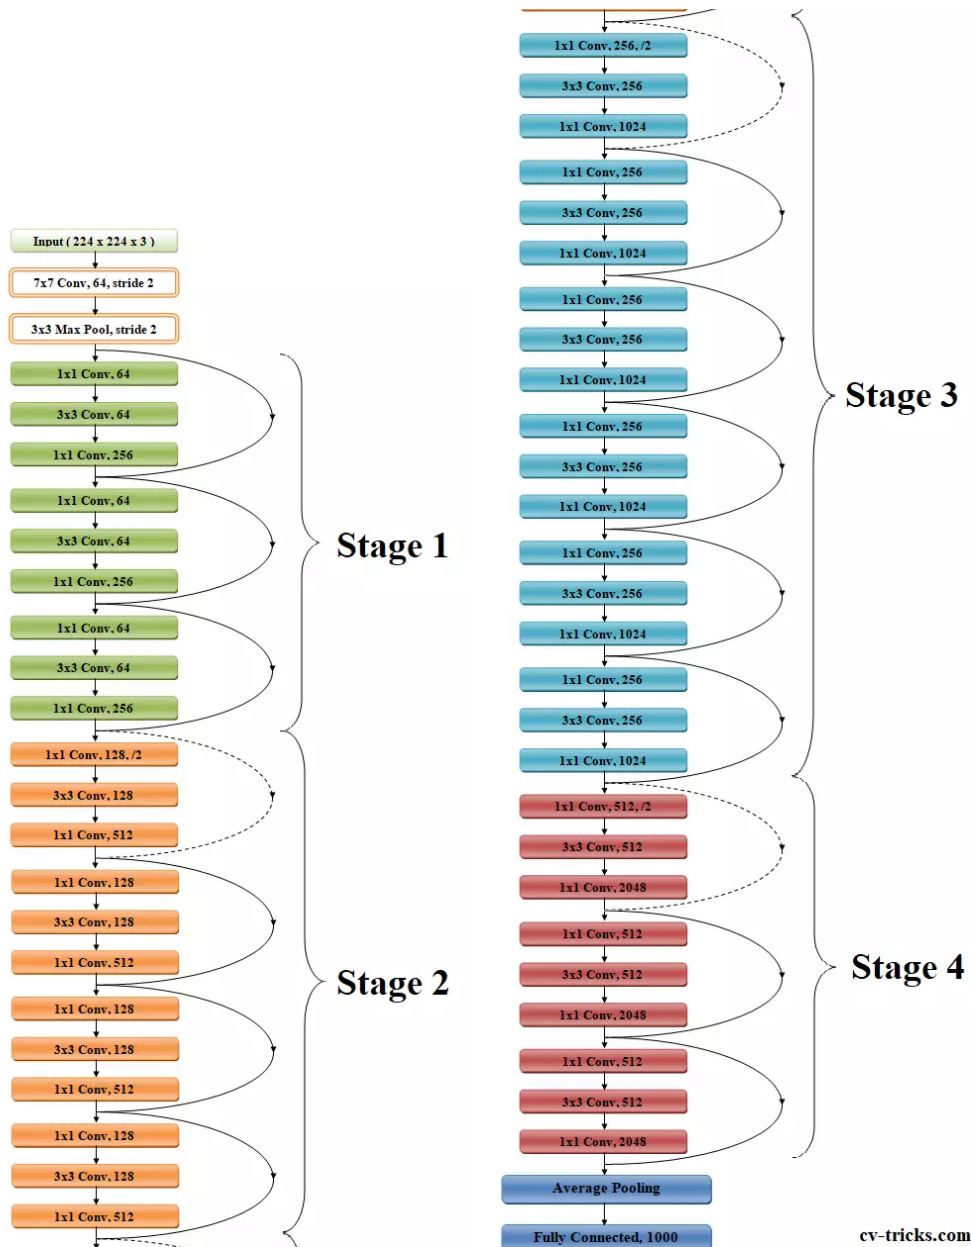 Input ( 224 x 224 x 3 )
7x7 Conv, 64, stride 2
3x3 Max Pool, stride 2
1x1 Conv, 64
3x3 Conv, 64
1x1 Conv, 256
1x1 Conv, 64
3x3 Conv, 64
1x1 Conv, 256
1x1 Conv, 64
3x3 Conv, 64
1x1 Conv, 256
Stage 1
1x1 Conv, 128, /2
3x3 Conv, 128
1x1 Conv, 512
1x1 Conv, 128
3x3 Conv, 128
1x1 Conv, 512
1x1 Conv, 128
3x3 Conv, 128
1x1 Conv, 512
1x1 Conv, 128
3x3 Conv, 128
1x1 Conv, 512
Stage 2
1x1 Conv, 256, /2
3x3 Conv, 256
1x1 Conv, 1024
1x1 Conv, 256
3x3 Conv, 256
1x1 Conv, 1024
1x1 Conv, 256
3x3 Conv, 256
1x1 Conv, 1024
1x1 Conv, 256
3x3 Conv, 256
1x1 Conv, 1024
1x1 Conv, 256
3x3 Conv, 256
1x1 Conv, 1024
1x1 Conv, 256
3x3 Conv, 256
1x1 Conv, 1024
Stage 3
1x1 Conv, 512, /2
3x3 Conv, 512
1x1 Conv, 2048
1x1 Conv, 512
3x3 Conv, 512
1x1 Conv, 2048
1x1 Conv, 512
3x3 Conv, 512
1x1 Conv, 2048
Stage 4
Average Pooling
Fully Connected, 1000
cv-tricks.com